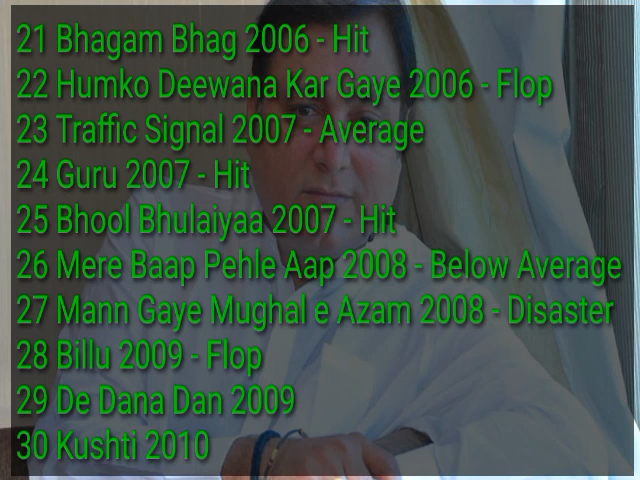 21 Bhagam Bhag 2006 - Hit
22 Humko Deewana Kar Gaye 2006 - Flop
23 Traffic Signal 2007 - Average
24 Guru 2007 - Hit
25 Bhool Bhulaiyaa 2007 - Hit
26 Mere Baap Pehle Aap 2008 - Below Average
27 Mann Gaye Mughal e Azam 2008 - Disaster
28 Billu 2009 - Flop
29 De Dana Dan 2009
30 Kushti 2010